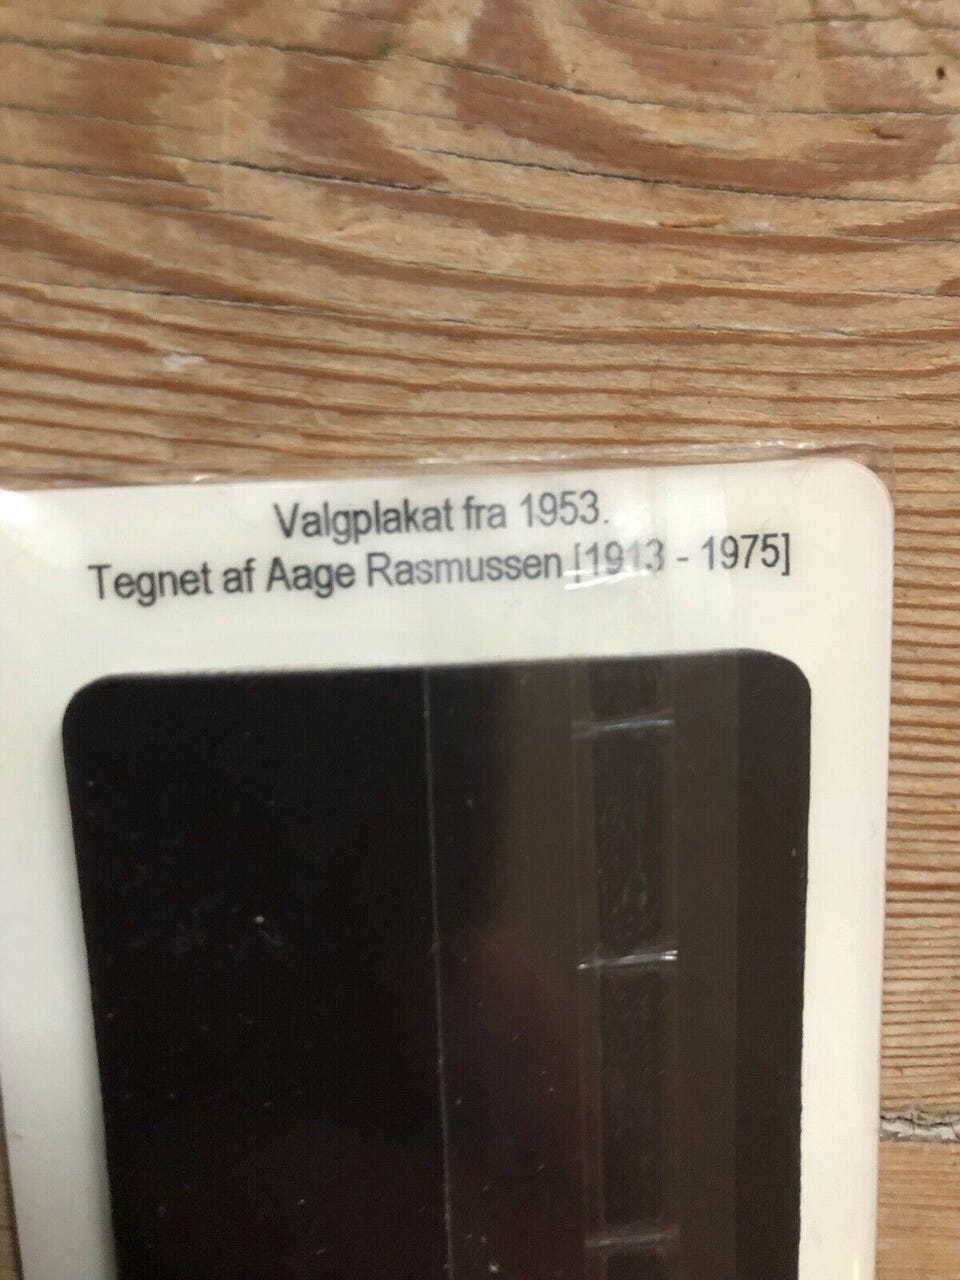 Valgplakat fra 1953.
Tegnet af Aage Rasmussen [1913 - 1975]